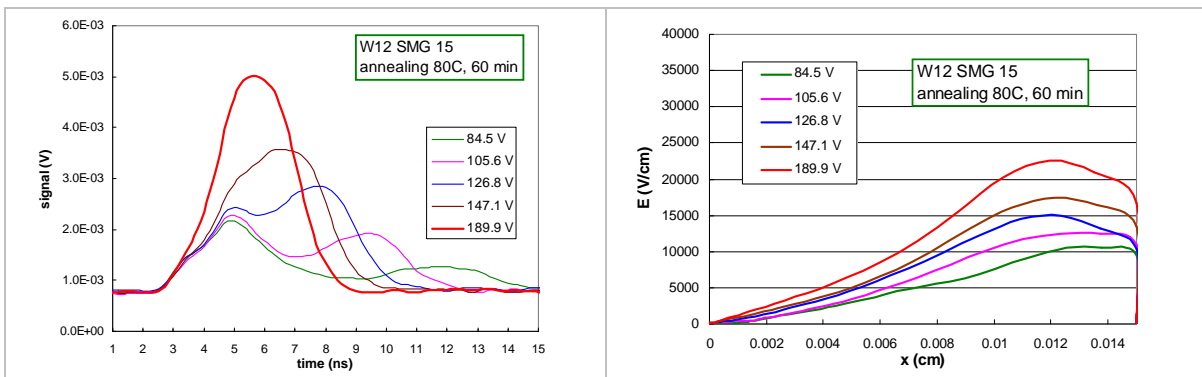 6.0E-03
5.0E-03
4.0E-03
3.0E-03
2.0E-03
1.0E-03
0.0E+00
signal (V)
W12 SMG 15
annealing 80C, 60 min
84.5 V
105.6 V
126.8 V
147.1 V
189.9 V
1 2 3 4 5 6 7 8 9 10 11 12 13 14 15
time (ns)
40000
35000
30000
25000
20000
15000
10000
5000
0
E (V/cm)
84.5 V
105.6 V
126.8 V
147.1 V
189.9 V
W12 SMG 15
annealing 80C, 60 min
0 0.002 0.004 0.006 0.008 0.01 0.012 0.014
x (cm)